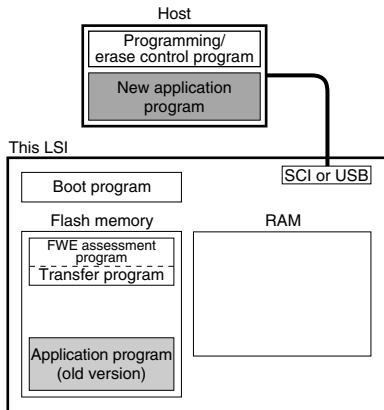 Host
Programming/
erase control program
New application
program
This LSI
SCI or USB
Boot program
Flash memory
RAM
FWE assessment
program
Transfer program
Application program
(old version)